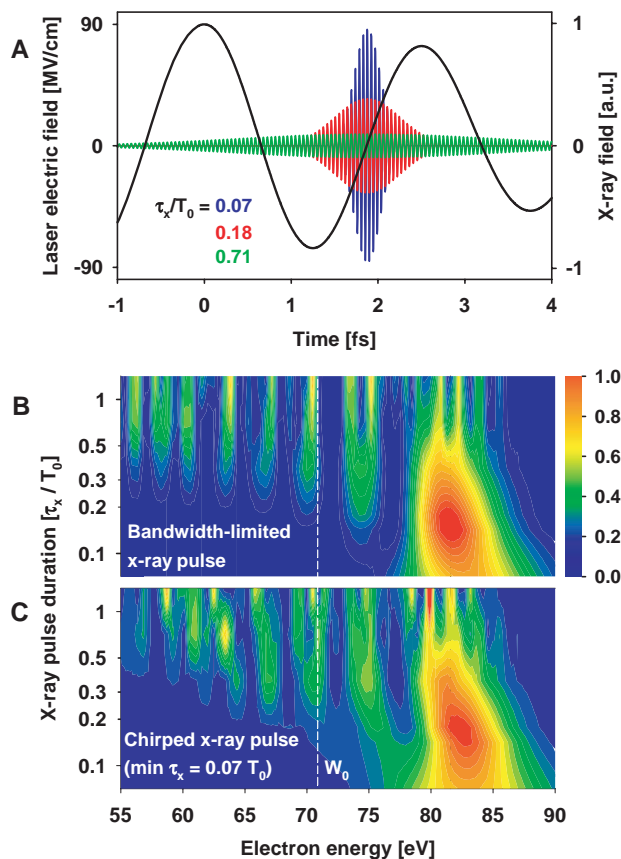 A
Laser electric field [MV/cm]
90
0
-90
1
0
-1
X-ray field [a.u.]
τx/T0 = 0.07
0.18
0.71
-1 0 1 2 3 4
Time [fs]
B
X-ray pulse duration [τx / T0]
1
0.5
0.3
0.2
0.1
Bandwidth-limited
x-ray pulse
1.0
0.8
0.6
0.4
0.2
0.0
C
1
0.5
0.3
0.2
0.1
Chirped x-ray pulse
(min τx = 0.07 T0)
W0
55 60 65 70 75 80 85 90
Electron energy [eV]